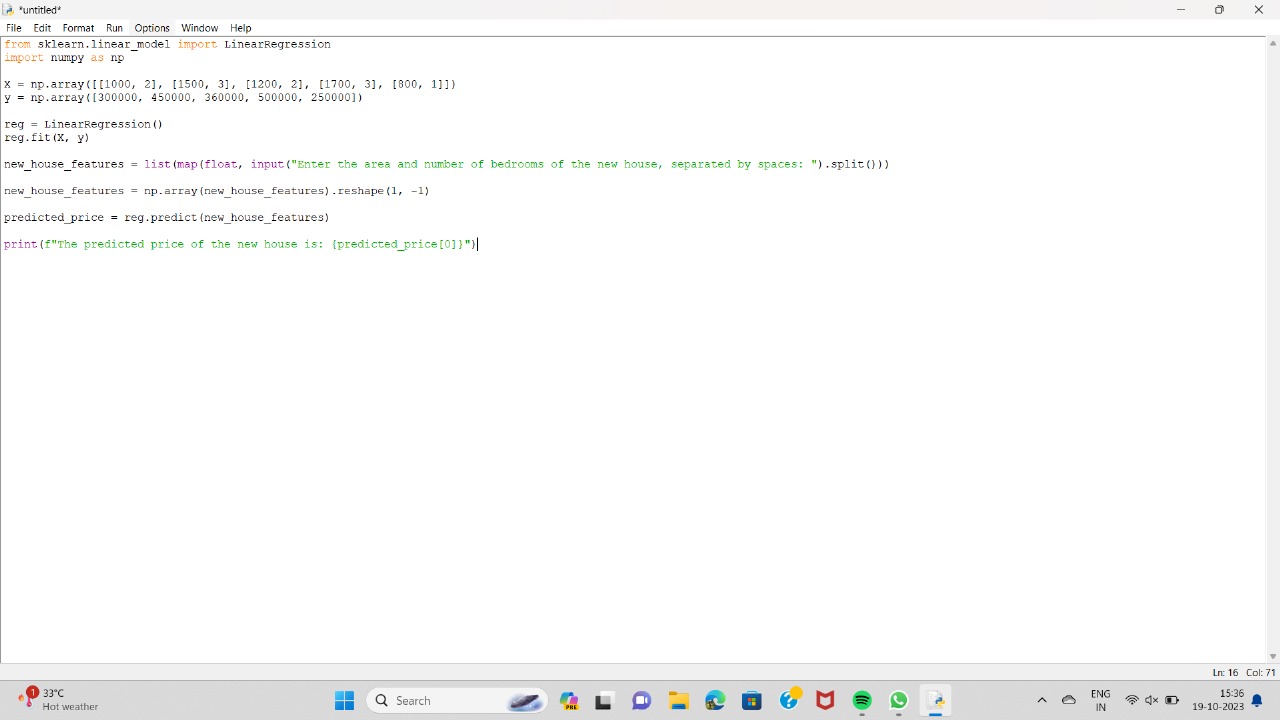 *untitled*
File Edit Format Run Options Window Help
from sklearn.linear_model import LinearRegression
import numpy as np
X = np.array([[1000, 2], [1500, 3], [1200, 2], [1700, 3], [800, 1]])
y = np.array([300000, 450000, 360000, 500000, 250000])
reg = LinearRegression()
reg.fit(X, y)
new_house_features = list(map(float, input("Enter the area and number of bedrooms of the new house, separated by spaces: ").split()))
new_house_features = np.array(new_house_features).reshape(1, -1)
predicted_price = reg.predict(new_house_features)
print(f"The predicted price of the new house is: {predicted_price[0]}")
Ln: 16 Col: 71
1 33°C
Hot weather
Search
PRE
ENG
IN
15:36
19-10-2023